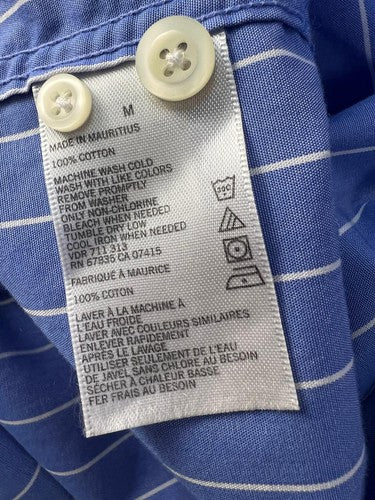 M
MADE IN MAURITIUS
100% COTTON
MACHINE WASH COLD
WASH WITH LIKE COLORS
REMOVE PROMPTLY
FROM WASHER
ONLY NON-CHLORINE
BLEACH WHEN NEEDED
TUMBLE DRY LOW
COOL IRON WHEN NEEDED
VDR 711 313
RN 67835 CA 07415
FABRIQUÉ À MAURICE
100% COTON
LAVER À LA MACHINE À
L'EAU FROIDE
LAVER AVEC COULEURS SIMILAIRES
ENLEVER RAPIDEMENT
APRÈS LE LAVAGE
UTILISER SEULEMENT DE L'EAU
DE JAVEL SANS CHLORE AU BESOIN
SÉCHER À CHALEUR BASSE
FER FRAIS AU BESOIN